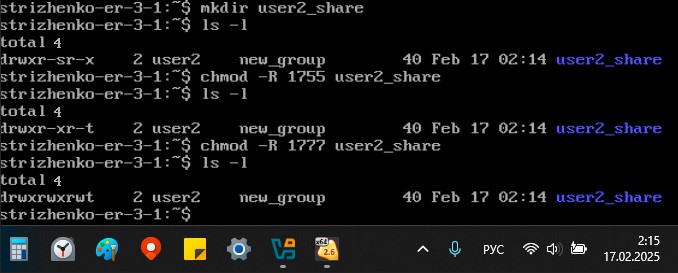 strizhenko-er-3-1:~$ mkdir user2_share
strizhenko-er-3-1:~$ ls -l
total 4
drwxr-sr-x    2 user2    new_group       40 Feb 17 02:14 user2_share
strizhenko-er-3-1:~$ chmod -R 1755 user2_share
strizhenko-er-3-1:~$ ls -l
total 4
drwxr-xr-t    2 user2    new_group       40 Feb 17 02:14 user2_share
strizhenko-er-3-1:~$ chmod -R 1777 user2_share
strizhenko-er-3-1:~$ ls -l
total 4
drwxrwxrwt    2 user2    new_group       40 Feb 17 02:14 user2_share
strizhenko-er-3-1:~$
x64
2.6
РУС
2:15
17.02.2025